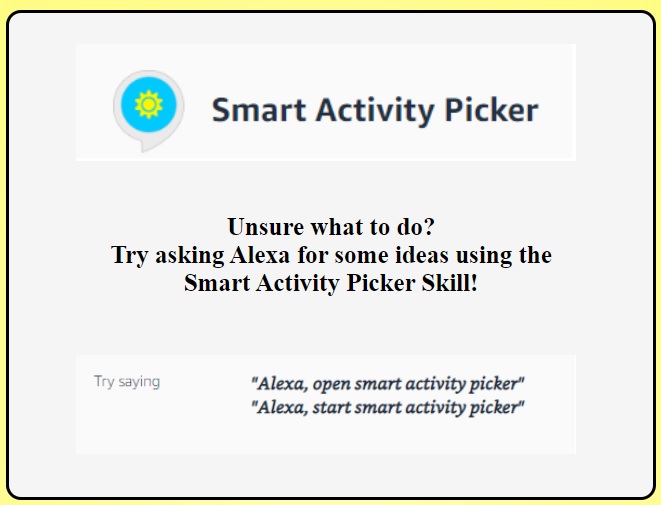 Smart Activity Picker
Unsure what to do?
Try asking Alexa for some ideas using the
Smart Activity Picker Skill!
Try saying
"Alexa, open smart activity picker"
"Alexa, start smart activity picker"